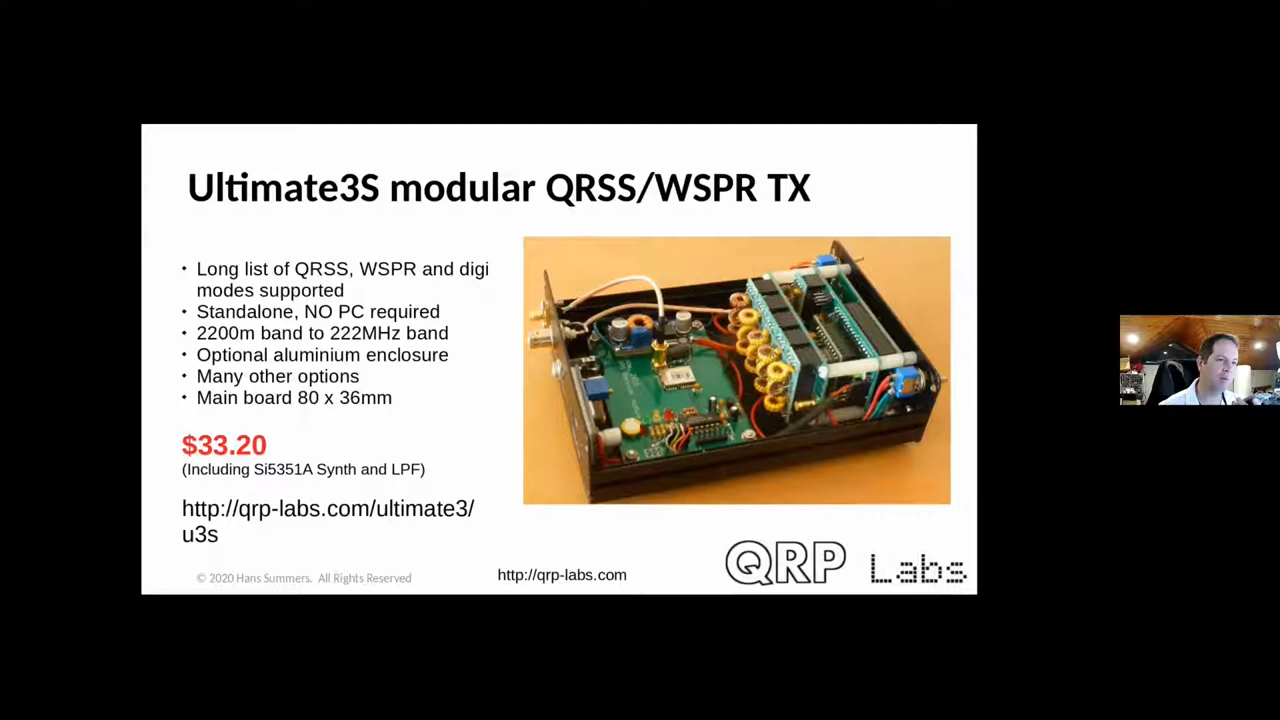 Ultimate3S modular QRSS/WSPR TX
• Long list of QRSS, WSPR and digi
modes supported
• Standalone, NO PC required
• 2200m band to 222MHz band
• Optional aluminium enclosure
• Many other options
• Main board 80 x 36mm
$33.20
(Including Si5351A Synth and LPF)
http://qrp-labs.com/ultimate3/
u3s
© 2020 Hans Summers. All Rights Reserved
http://qrp-labs.com
QRP Labs